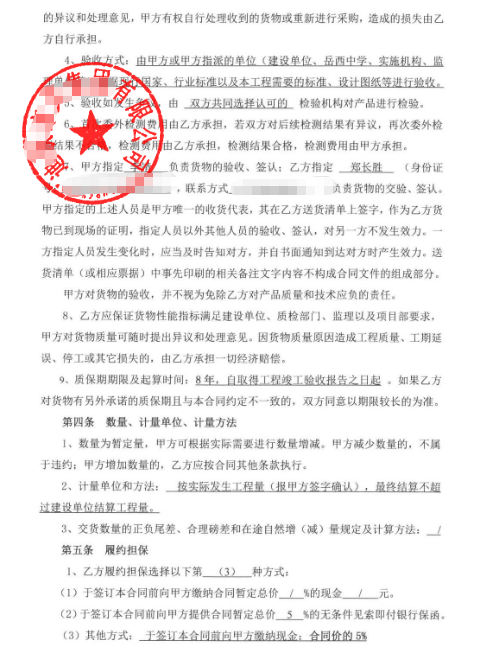 的异议和处理意见，甲方有权自行处理收到的货物或重新进行采购，造成的损失由乙
方自行承担。
4、验收方式：由甲方或甲方指派的单位（建设单位、岳西中学、实施机构、监
国家、行业标准以及本工程需要的标准、设计图纸等进行验收。
5、验收如发生 由 双方共同选择认可的 检验机构对产品进行检验。
6、首次委外检测费用由乙方承担，若双方对后续检测结果有异议，再次委外检
结果不合格，检测费用由乙方承担，检测结果合格，检测费用由甲方承担。
甲方指定 负责货物的验收、签认；乙方指定 郑长胜 （身份证
，联系方式 负责货物的交验、签认。
甲方指定的上述人员是甲方唯一的收货代表，其在乙方送货清单上签字，作为乙方货
物已到现场的证明，指定人员以外其他人员的验收、签认，对另一方不发生效力。一
方指定人员发生变化时，应当及时告知对方，并自书面通知到达对方时产生效力。送
货清单（或相应票据）中事先印刷的相关备注文字内容不构成合同文件的组成部分。
甲方对货物的验收，并不视为免除乙方对产品质量和技术应负的责任。
8、乙方应保证货物性能指标满足建设单位、质检部门、监理以及项目部要求，
甲方对货物质量可随时提出异议和处理意见。因货物质量原因造成工程质量、工期延
误、停工或其它损失的，由乙方承担一切经济赔偿。
9、质保期期限及起算时间：8年，自取得工程竣工验收报告之日起 。如果乙方
对货物有另外承诺的质保期且与本合同约定不一致的，双方同意以期限较长的为准。
第四条 数量、计量单位、计量方法
1、数量为暂定量，甲方可根据实际需要进行数量增减。甲方减少数量的，不属
于违约；甲方增加数量的，乙方应按合同其他条款执行。
2、计量单位和方法： 按实际发生工程量（报甲方签字确认），最终结算不超
过建设单位结算工程量。
3、交货数量的正负尾差、合理磅差和在途自然增（减）量规定及计算方法： /
第五条 履约担保
1、乙方履约担保选择以下第 （3） 种方式：
（1）于签订本合同前向甲方缴纳合同暂定总价 / %的现金 / 元。
（2）于签订本合同前向甲方提供合同暂定总价 5 %的无条件见索即付银行保函。
（3）其他方式： 于签订本合同前向甲方缴纳现金：合同价的5%
集团有限公司